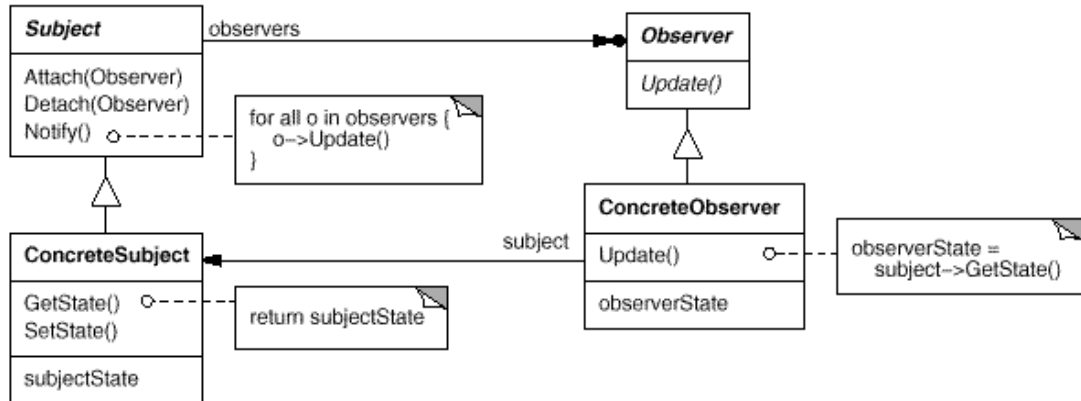 Subject
Attach(Observer)
Detach(Observer)
Notify()
observers
for all o in observers {
o->Update()
}
Observer
Update()
ConcreteSubject
GetState()
SetState()
subjectState
return subjectState
subject
ConcreteObserver
Update()
observerState
observerState =
subject->GetState()